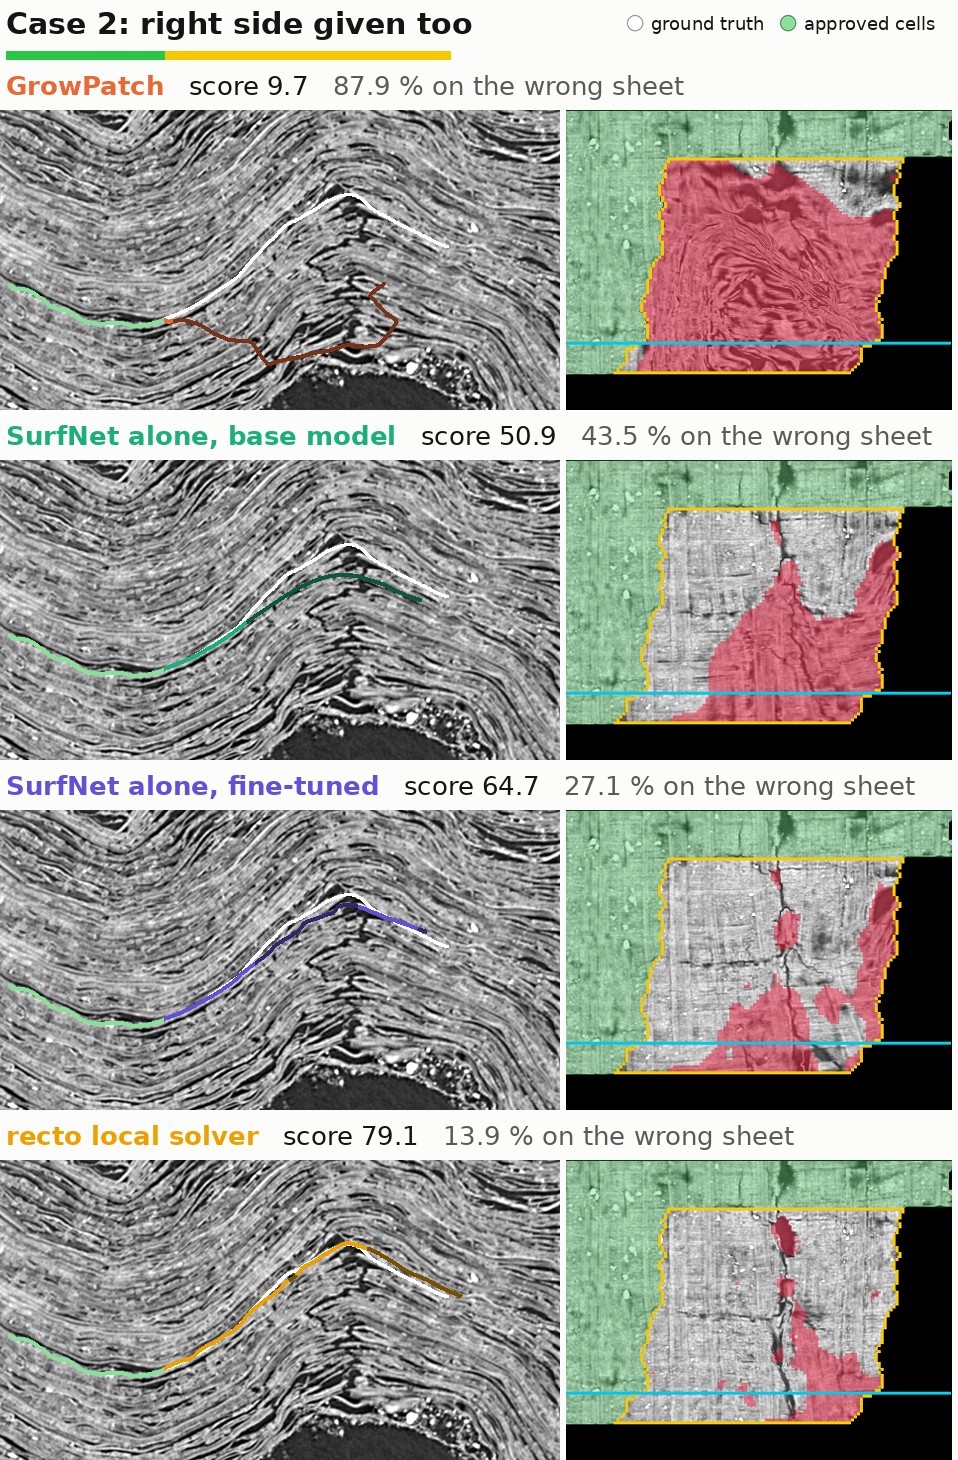 Case 2: right side given too
ground truth
approved cells
GrowPatch score 9.7 87.9 % on the wrong sheet
SurfNet alone, base model score 50.9 43.5 % on the wrong sheet
SurfNet alone, fine-tuned score 64.7 27.1 % on the wrong sheet
recto local solver score 79.1 13.9 % on the wrong sheet